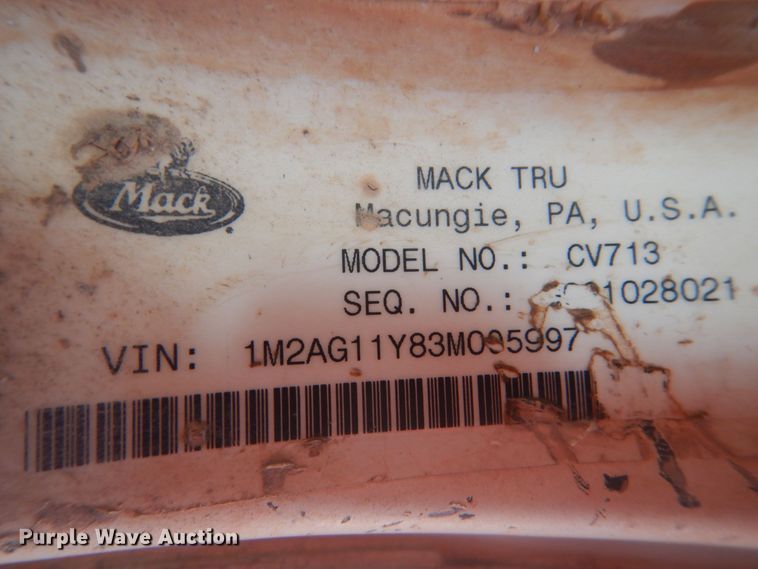 Mack
MACK TRU
Macungie, PA, U.S.A.
MODEL NO.: CV713
SEQ. NO.:
VIN: 1M2AG11Y83M005997
Purple Wave Auction